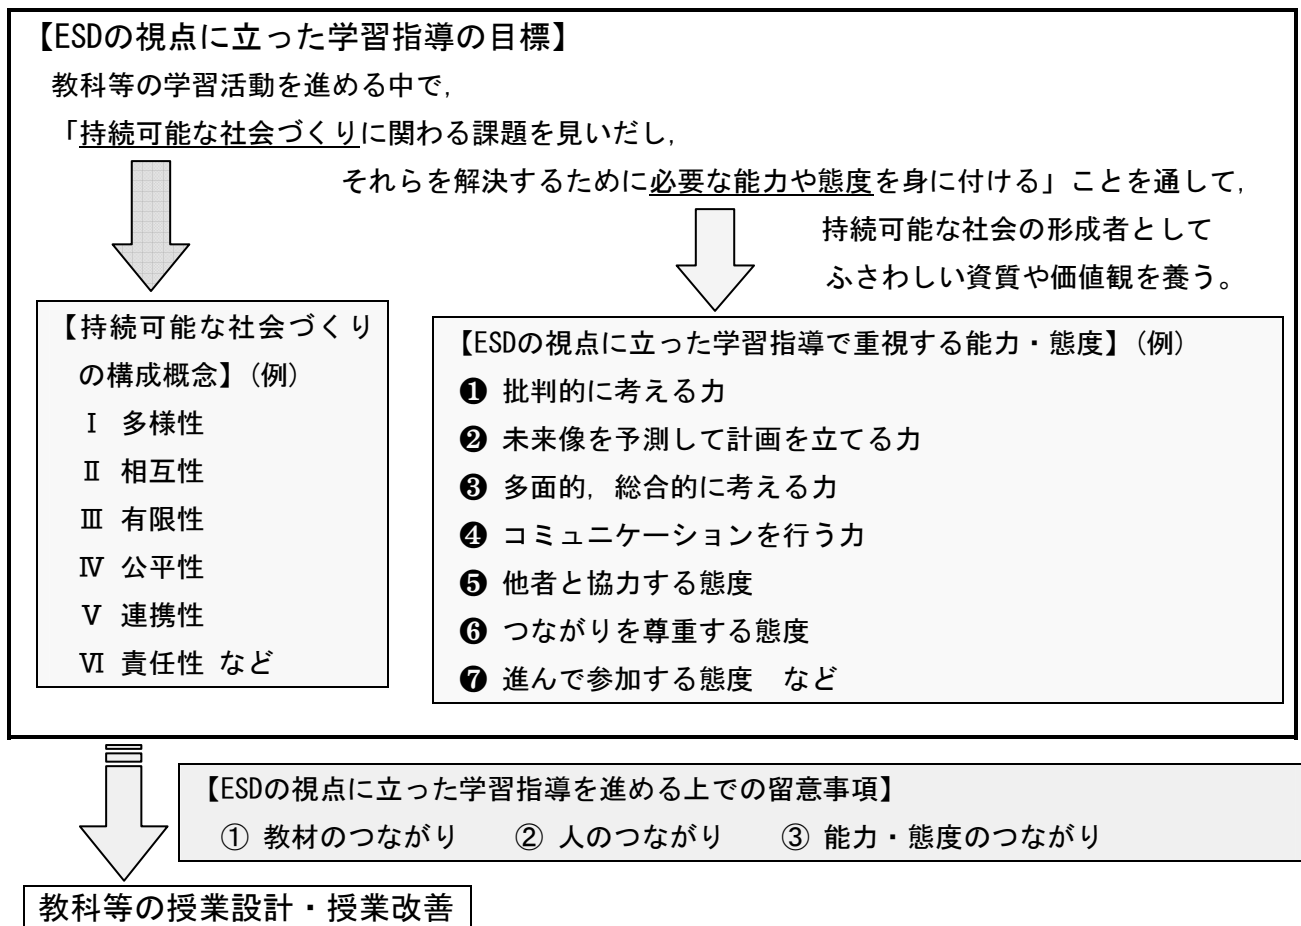 【ESDの視点に立った学習指導の目標】
教科等の学習活動を進める中で，
「持続可能な社会づくりに関わる課題を見いだし，
それらを解決するために必要な能力や態度を身に付ける」ことを通して，
持続可能な社会の形成者として
ふさわしい資質や価値観を養う。
【持続可能な社会づくり
の構成概念】（例）
Ⅰ 多様性
Ⅱ 相互性
Ⅲ 有限性
Ⅳ 公平性
Ⅴ 連携性
Ⅵ 責任性 など
【ESDの視点に立った学習指導で重視する能力・態度】（例）
❶ 批判的に考える力
❷ 未来像を予測して計画を立てる力
❸ 多面的，総合的に考える力
❹ コミュニケーションを行う力
❺ 他者と協力する態度
❻ つながりを尊重する態度
❼ 進んで参加する態度　など
【ESDの視点に立った学習指導を進める上での留意事項】
① 教材のつながり　② 人のつながり　③ 能力・態度のつながり
教科等の授業設計・授業改善